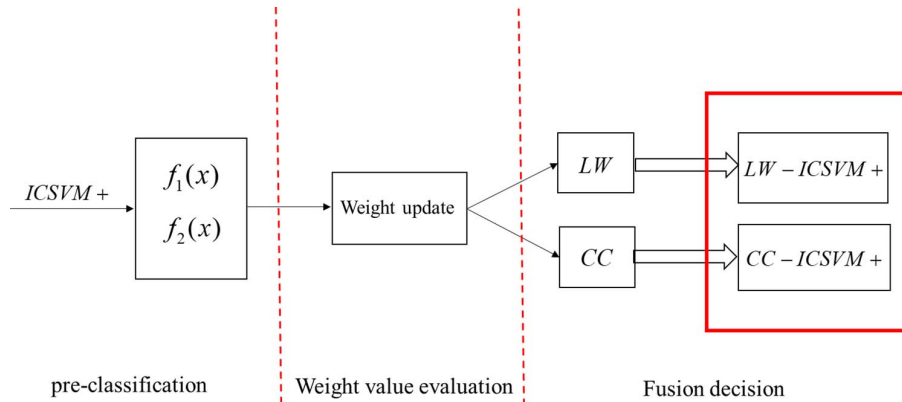 ICSVM +
f₁(x)
f₂(x)
Weight update
LW
CC
LW − ICSVM +
CC − ICSVM +
pre-classification
Weight value evaluation
Fusion decision